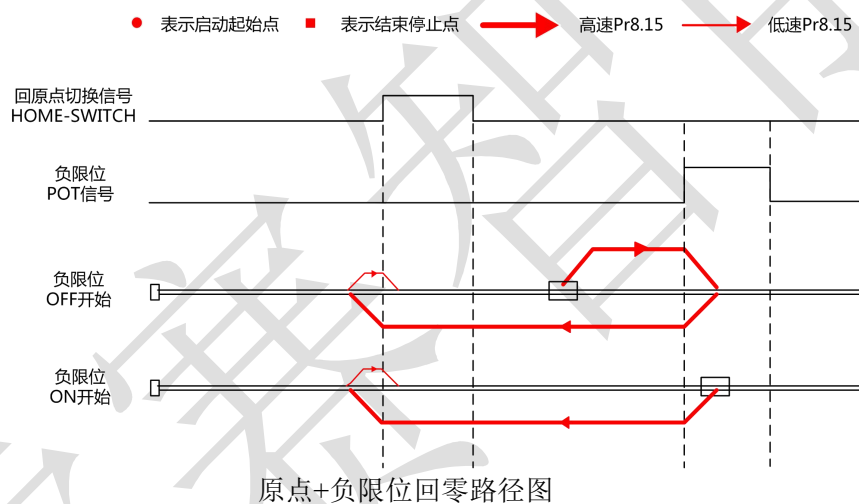 表示启动起始点 表示结束停止点 高速Pr8.15 低速Pr8.15
回原点切换信号
HOME-SWITCH
负限位
POT信号
负限位
OFF开始
负限位
ON开始
原点+负限位回零路径图